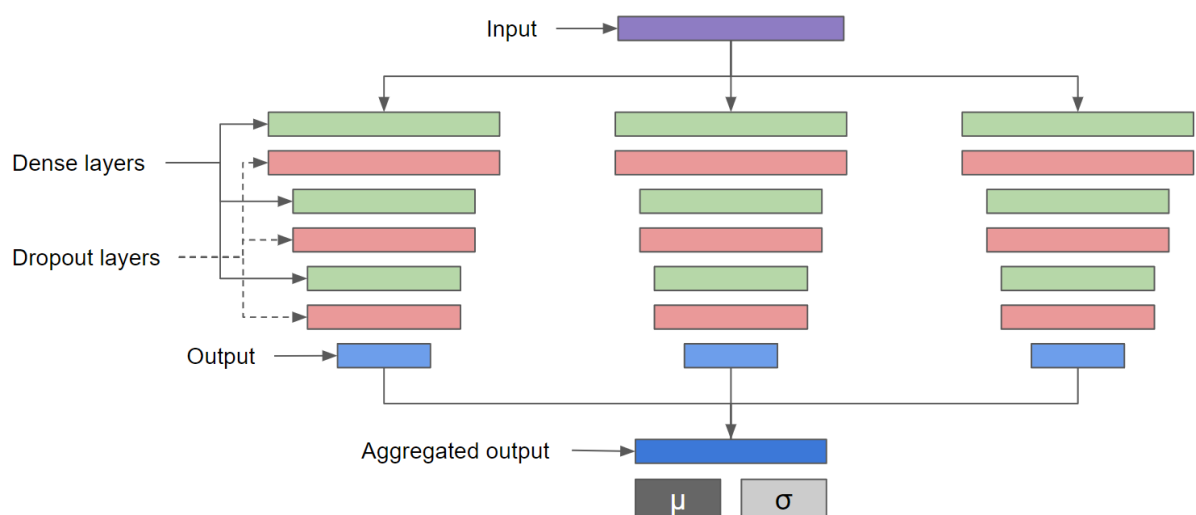 Input
Dense layers
Dropout layers
Output
Aggregated output
μ
σ